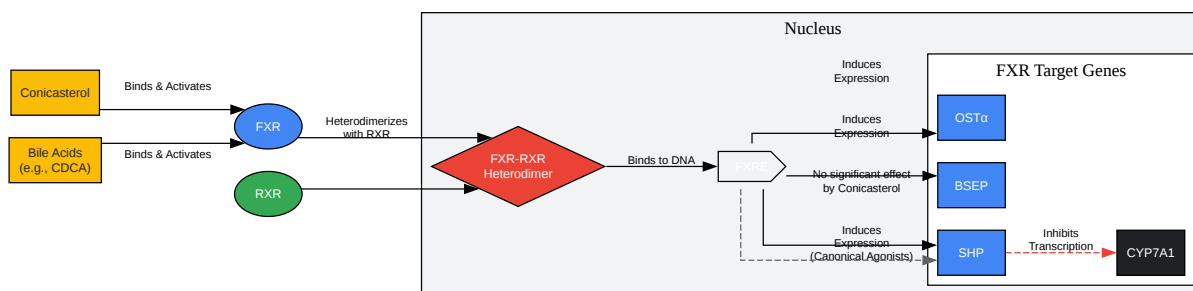 Nucleus
FXR Target Genes
Induces
Expression
Conicasterol
Binds & Activates
Bile Acids
(e.g., CDCA)
Binds & Activates
FXR
RXR
Heterodimerizes
with RXR
FXR-RXR
Heterodimer
Binds to DNA
FXRE
Induces
Expression
OSTα
No significant effect
by Conicasterol
BSEP
Induces
Expression
(Canonical Agonists)
SHP
Inhibits
Transcription
CYP7A1